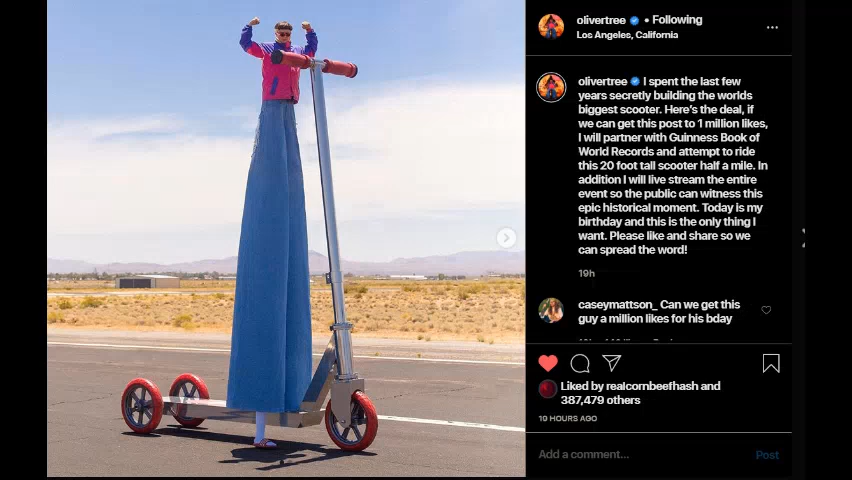 olivertree • Following
Los Angeles, California
olivertree I spent the last few
years secretly building the worlds
biggest scooter. Here's the deal, if
we can get this post to 1 million likes,
I will partner with Guinness Book of
World Records and attempt to ride
this 20 foot tall scooter half a mile. In
addition I will live stream the entire
event so the public can witness this
epic historical moment. Today is my
birthday and this is the only thing I
want. Please like and share so we
can spread the word!
19h
caseymattson_ Can we get this
guy a million likes for his bday
Liked by realcornbeefhash and
387,479 others
19 HOURS AGO
Add a comment...
Post